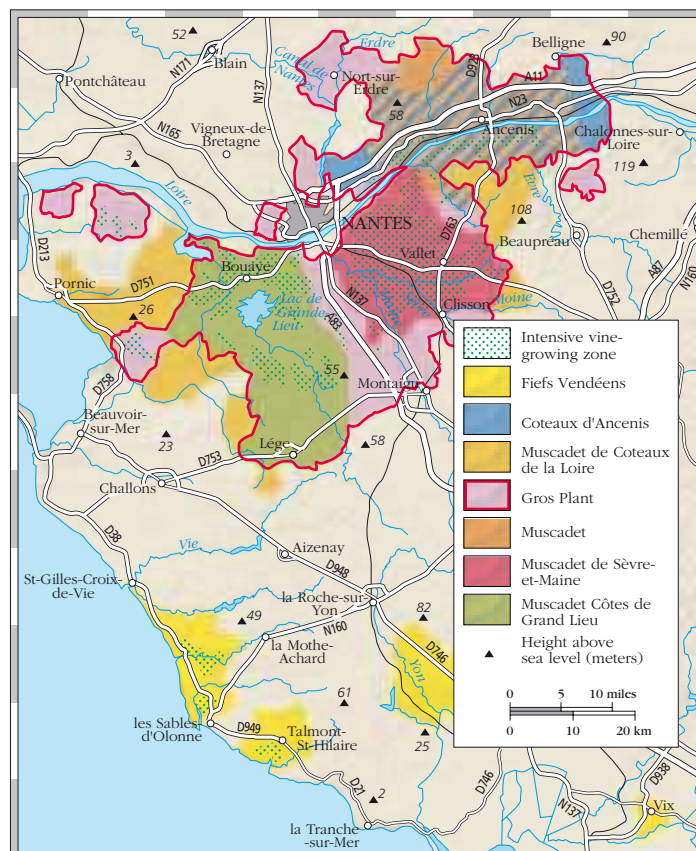 52
Erdre
D923
Belligne
90
Blain
N171
N137
Canal de
Nantes
Nort-sur-
Erdre
A11
Pontchâteau
58
N23
N165
Vigneux-de-
Bretagne
Ancenis
Chalonnes-sur-
Loire
3
119
Loire
Èvre
108
NANTES
D763
Beaupréau
Chemillé
D213
Vallet
A87
N160
Bouaye
Pornic
D751
Lac de
Grande
Lieu
N137
A83
Clisson
Moine
D752
26
55
Montaigu
D758
Beauvoir-
sur-Mer
23
Lége
58
D753
Challons
D38
Vie
Aizenay
D948
St-Gilles-Croix-
de-Vie
la Roche-sur-
Yon
49
82
N160
D746
la Mothe-
Achard
Yon
61
les Sables-
d'Olonne
D949
Talmont-
St-Hilaire
25
D21
2
D746
D938
N137
Vix
la Tranche
-sur-Mer
Intensive vine-
growing zone
Fiefs Vendéens
Coteaux d'Ancenis
Muscadet de Coteaux
de la Loire
Gros Plant
Muscadet
Muscadet de Sèvre-
et-Maine
Muscadet Côtes de
Grand Lieu
Height above
sea level (meters)
0 5 10 miles
0 10 20 km